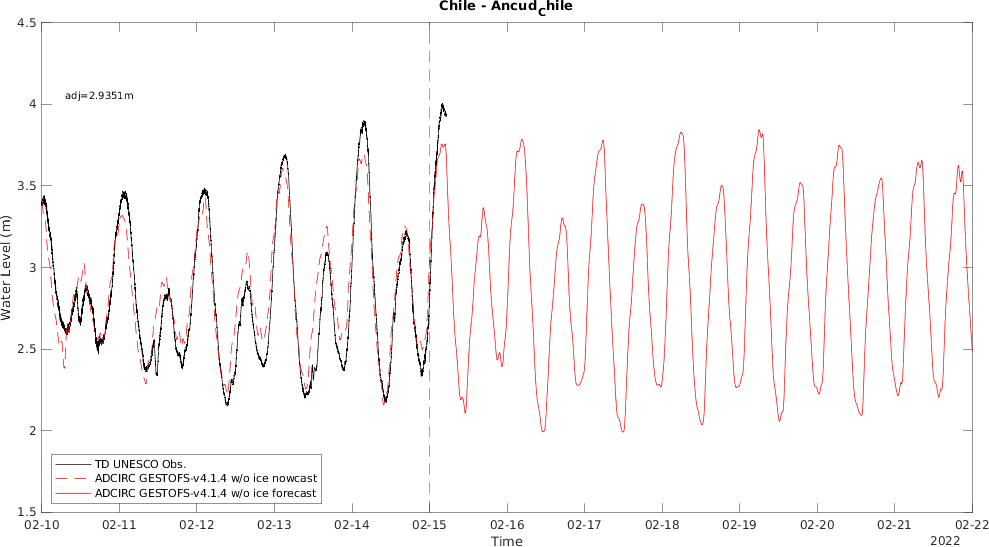 Chile - Ancud_Chile
adj=2.9351m
4.5
4
3.5
3
2.5
2
1.5
Water Level (m)
TD UNESCO Obs.
ADCIRC GESTOFS-v4.1.4 w/o ice nowcast
ADCIRC GESTOFS-v4.1.4 w/o ice forecast
02-10 02-11 02-12 02-13 02-14 02-15 02-16 02-17 02-18 02-19 02-20 02-21 02-22
Time
2022